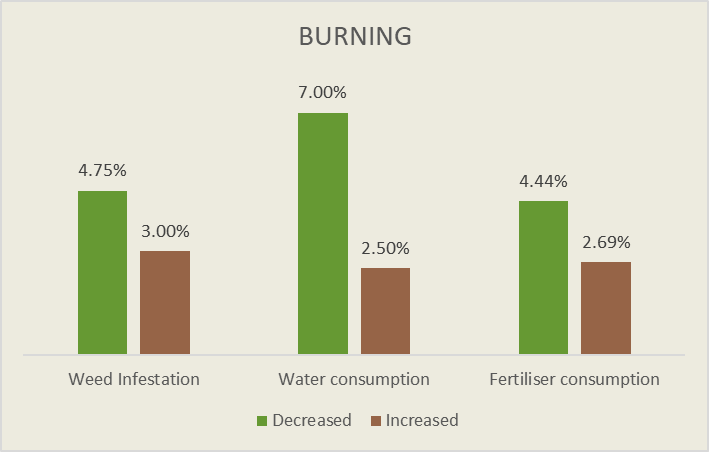 BURNING
7.00%
4.75%
4.44%
3.00%
2.50%
2.69%
Weed Infestation
Water consumption
Fertiliser consumption
Decreased
Increased